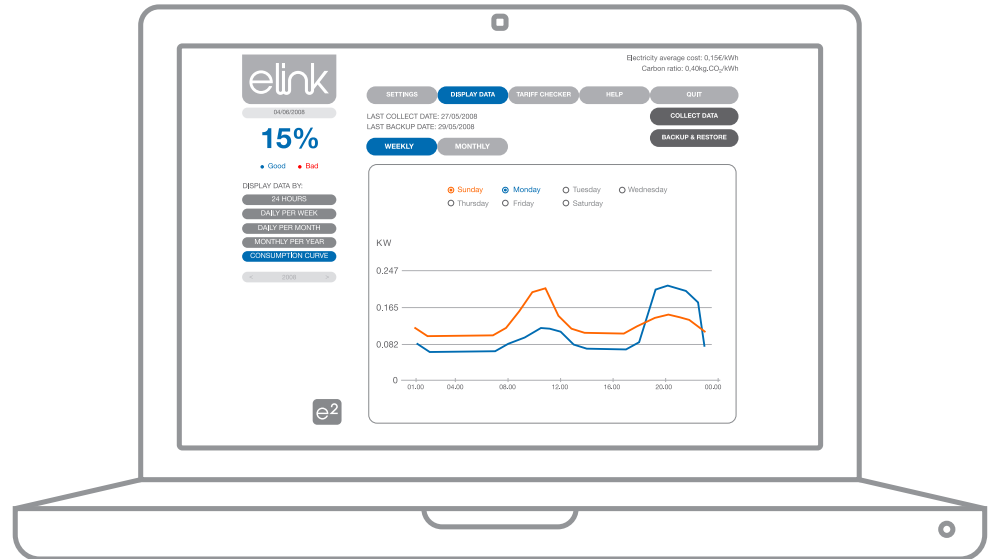 elink
Electricity average cost: 0,15€/kWh
Carbon ratio: 0,40kg.CO₂/kWh
SETTINGS
DISPLAY DATA
TARIFF CHECKER
HELP
QUIT
04/06/2008
LAST COLLECT DATE: 27/05/2008
LAST BACKUP DATE: 29/05/2008
COLLECT DATA
BACKUP & RESTORE
15%
WEEKLY
MONTHLY
Good
Bad
DISPLAY DATA BY:
24 HOURS
DAILY PER WEEK
DAILY PER MONTH
MONTHLY PER YEAR
CONSUMPTION CURVE
< 2008 >
Sunday Monday Tuesday Wednesday
Thursday Friday Saturday
KW
0.247
0.165
0.082
0
01.00 04.00 08.00 12.00 16.00 20.00 00.00
e²